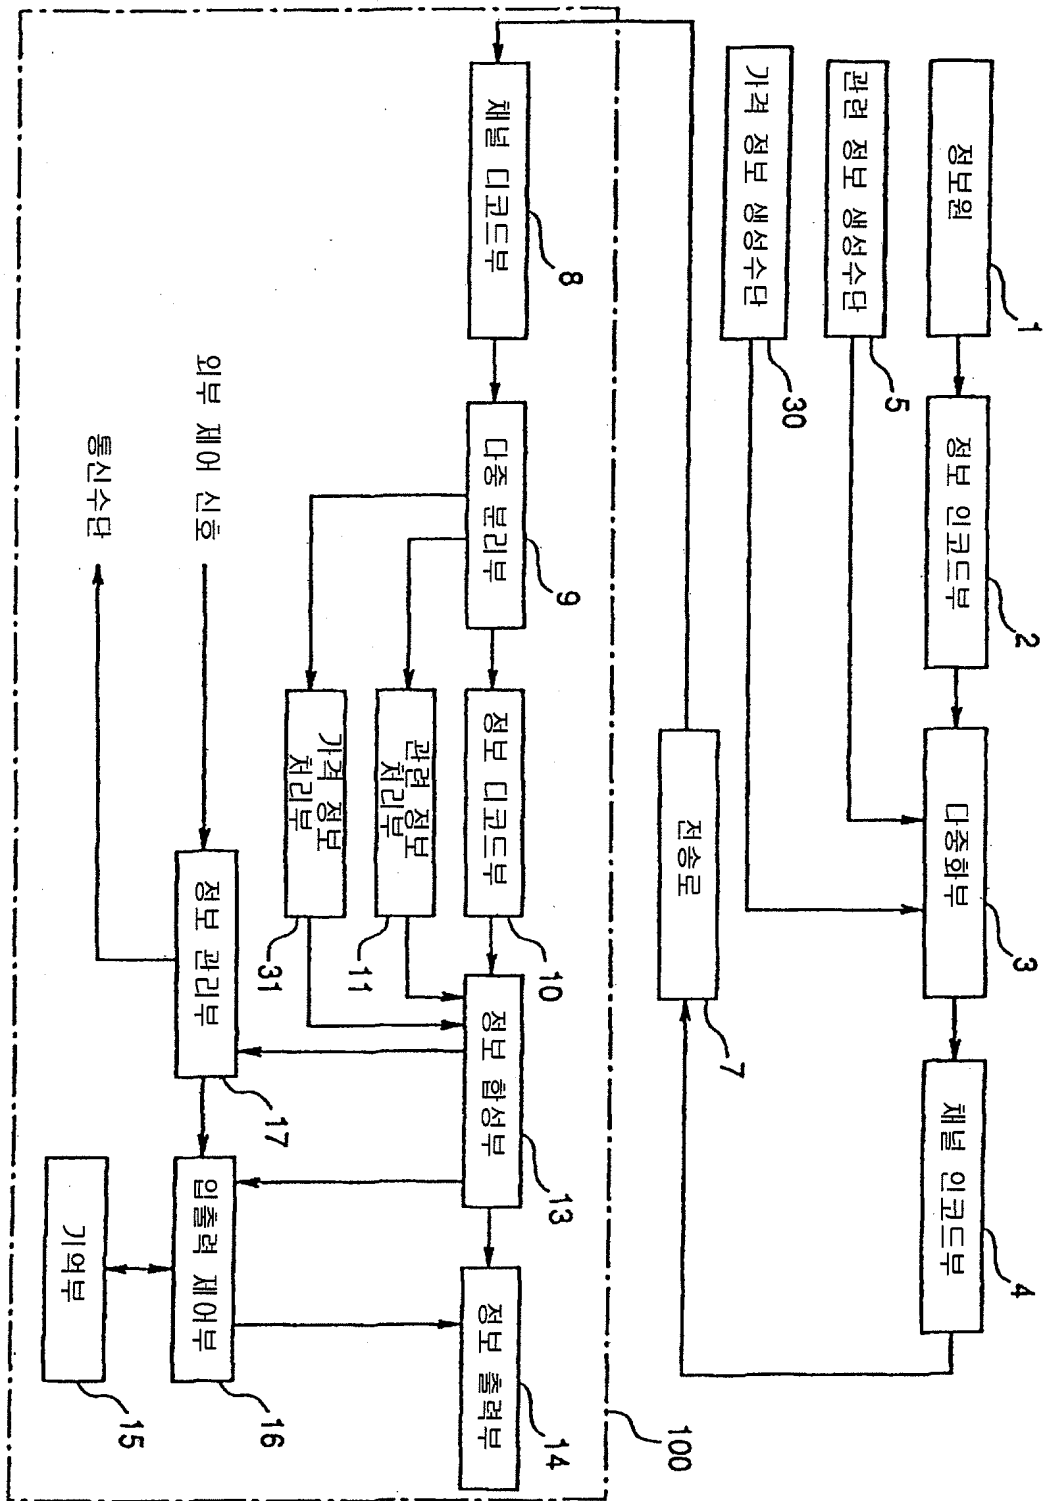 정보원
1
정보 인코드부
2
다중화부
3
채널 인코드부
4
관련 정보 생성수단
5
가격 정보 생성수단
30
전송로
7
100
채널 디코드부
8
다중 분리부
9
정보 디코드부
10
정보 합성부
13
정보 출력부
14
관련 정보
처리부
11
가격 정보
처리부
31
외부 제어 신호
정보 관리부
17
입출력 제어부
16
통신수단
기억부
15